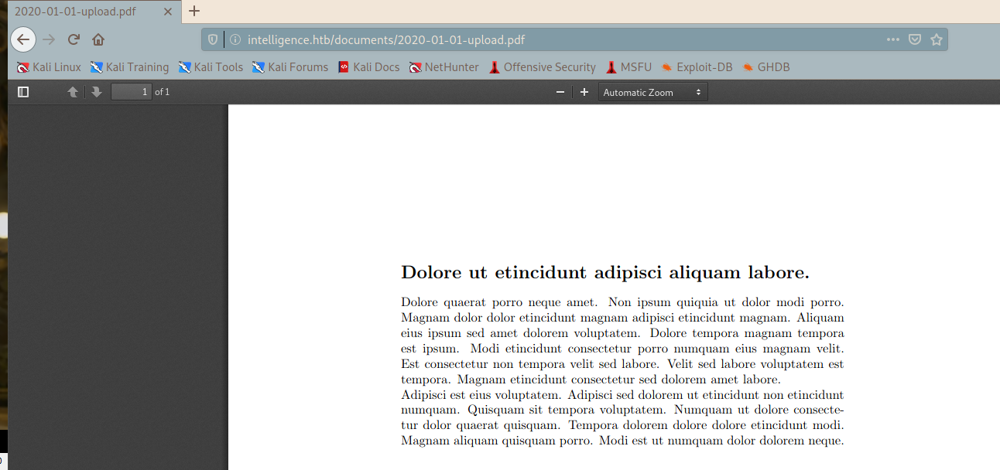 2020-01-01-upload.pdf
intelligence.htb/documents/2020-01-01-upload.pdf
Kali Linux Kali Training Kali Tools Kali Forums Kali Docs NetHunter Offensive Security MSFU Exploit-DB GHDB
1 of 1 Automatic Zoom
Dolore ut etincidunt adipisci aliquam labore.
Dolore quaerat porro neque amet. Non ipsum quiquia ut dolor modi porro.
Magnam dolor dolor etincidunt magnam adipisci etincidunt magnam. Aliquam
eius ipsum sed amet dolorem voluptatem. Dolore tempora magnam tempora
est ipsum. Modi etincidunt consectetur porro numquam eius magnam velit.
Est consectetur non tempora velit sed labore. Velit sed labore voluptatem est
tempora. Magnam etincidunt consectetur sed dolorem amet labore.
Adipisci est eius voluptatem. Adipisci sed dolorem ut etincidunt non etincidunt
numquam. Quisquam sit tempora voluptatem. Numquam ut dolore consecte-
tur dolor quaerat quisquam. Tempora dolorem dolore dolore etincidunt modi.
Magnam aliquam quisquam porro. Modi est ut numquam dolor dolorem neque.